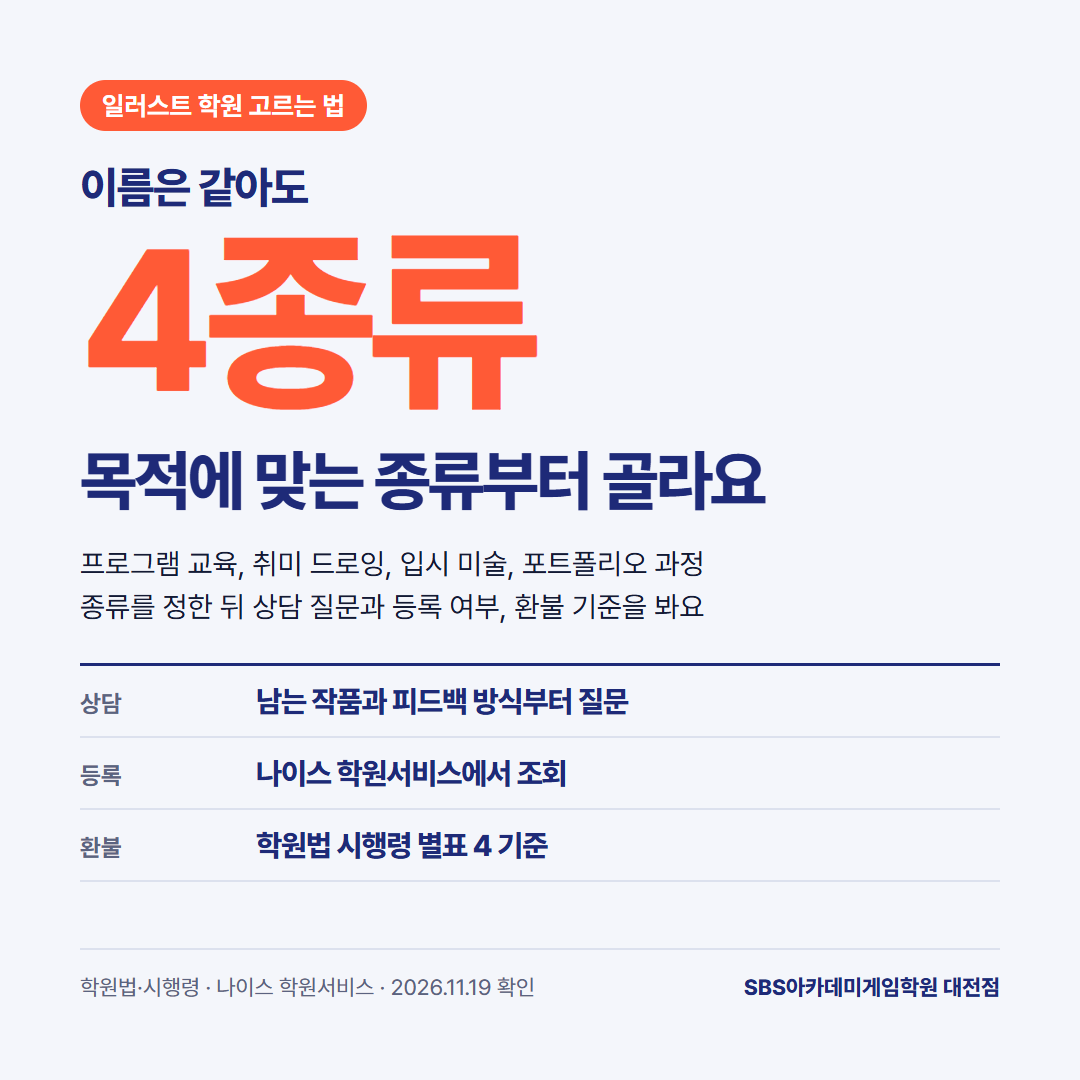 일러스트 학원 고르는 법
이름은 같아도
4종류
목적에 맞는 종류부터 골라요
프로그램 교육, 취미 드로잉, 입시 미술, 포트폴리오 과정
종류를 정한 뒤 상담 질문과 등록 여부, 환불 기준을 봐요
상담 남는 작품과 피드백 방식부터 질문
등록 나이스 학원서비스에서 조회
환불 학원법 시행령 별표 4 기준
학원법·시행령 · 나이스 학원서비스 · 2026.11.19 확인
SBS아카데미게임학원 대전점